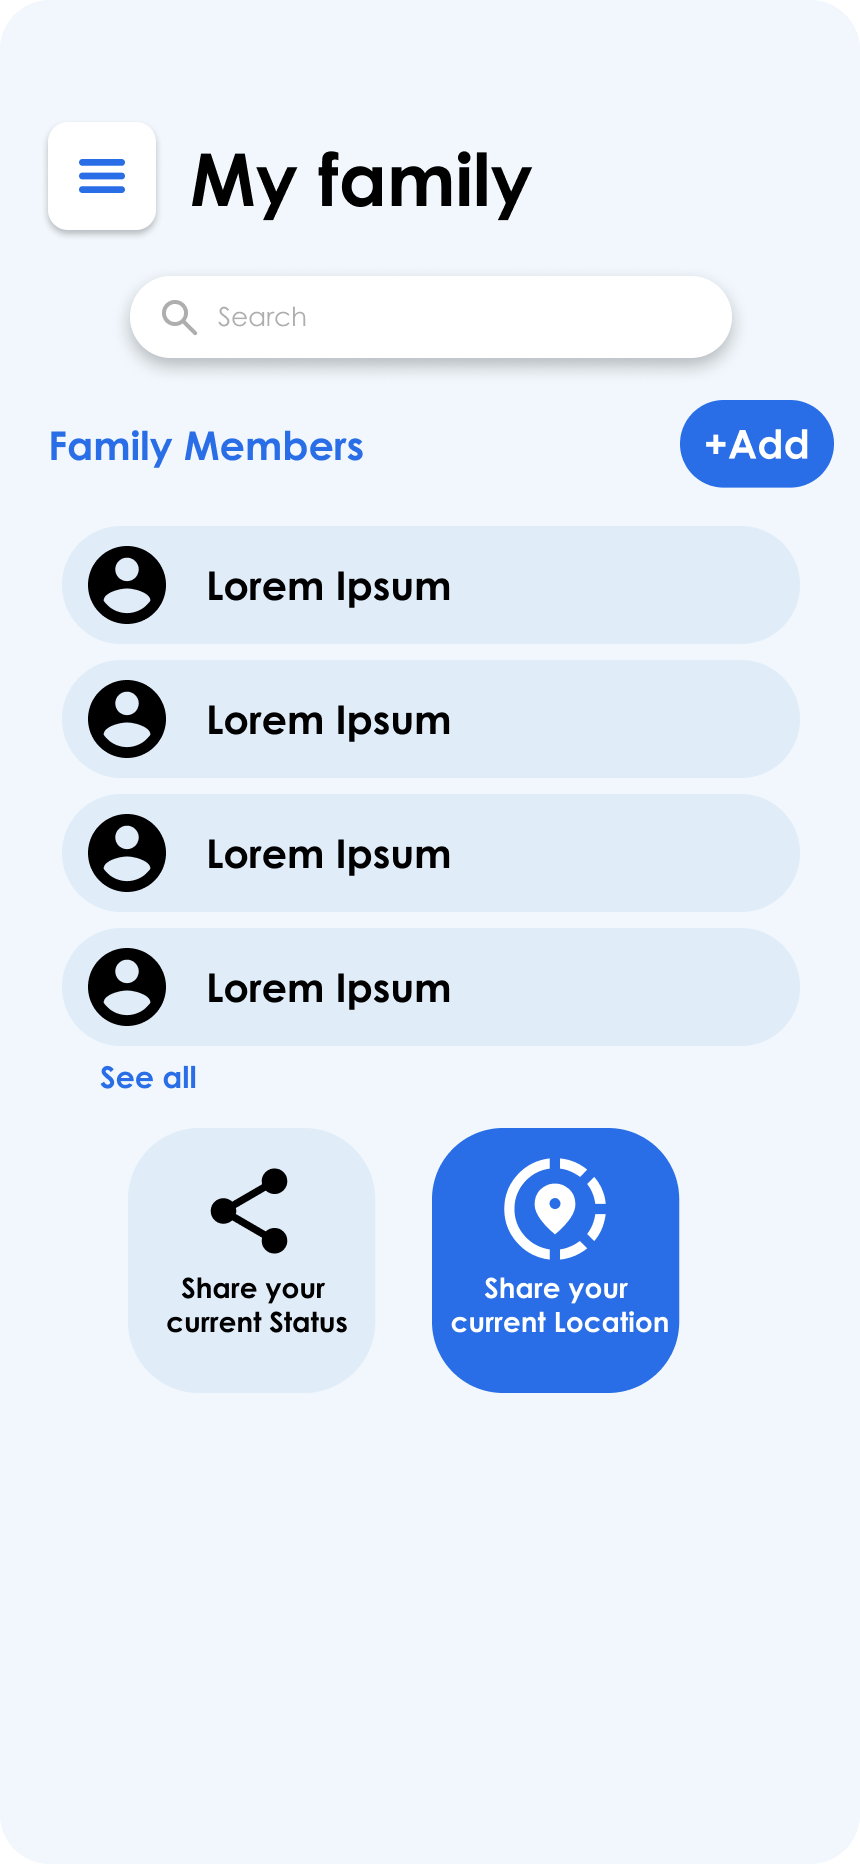 My family
Search
Family Members
+Add
Lorem Ipsum
Lorem Ipsum
Lorem Ipsum
Lorem Ipsum
See all
Share your
current Status
Share your
current Location